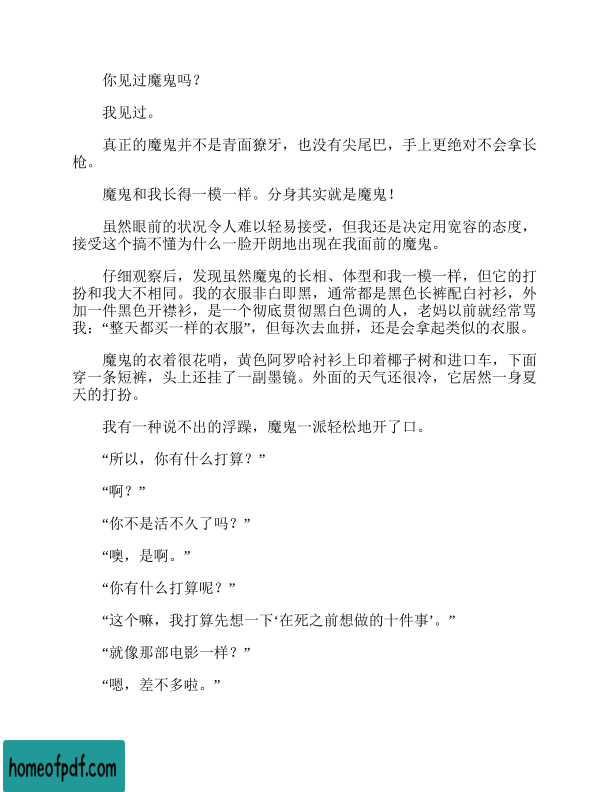 你见过魔鬼吗？
我见过。
真正的魔鬼并不是青面獠牙，也没有尖尾巴，手上更绝对不会拿长
枪。
魔鬼和我长得一模一样。分身其实就是魔鬼！
虽然眼前的状况令人难以轻易接受，但我还是决定用宽容的态度，
接受这个搞不懂为什么一脸开朗地出现在我面前的魔鬼。
仔细观察后，发现虽然魔鬼的长相、体型和我一模一样，但它的打
扮和我大不相同。我的衣服非白即黑，通常都是黑色长裤配白衬衫，外
加一件黑色开襟衫，是一个彻底贯彻黑白色调的人，老妈以前就经常骂
我：“整天都买一样的衣服”，但每次去血拼，还是会拿起类似的衣服。
魔鬼的衣着很花哨，黄色阿罗哈衬衫上印着椰子树和进口车，下面
穿一条短裤，头上还挂了一副墨镜。外面的天气还很冷，它居然一身夏
天的打扮。
我有一种说不出的浮躁，魔鬼一派轻松地开了口。
“所以，你有什么打算？”
“啊？”
“你不是活不久了吗？”
“噢，是啊。”
“你有什么打算呢？”
“这个嘛，我打算先想一下‘在死之前想做的十件事’。”
“就像那部电影一样？”
“嗯，差不多啦。”
homeofpdf.com